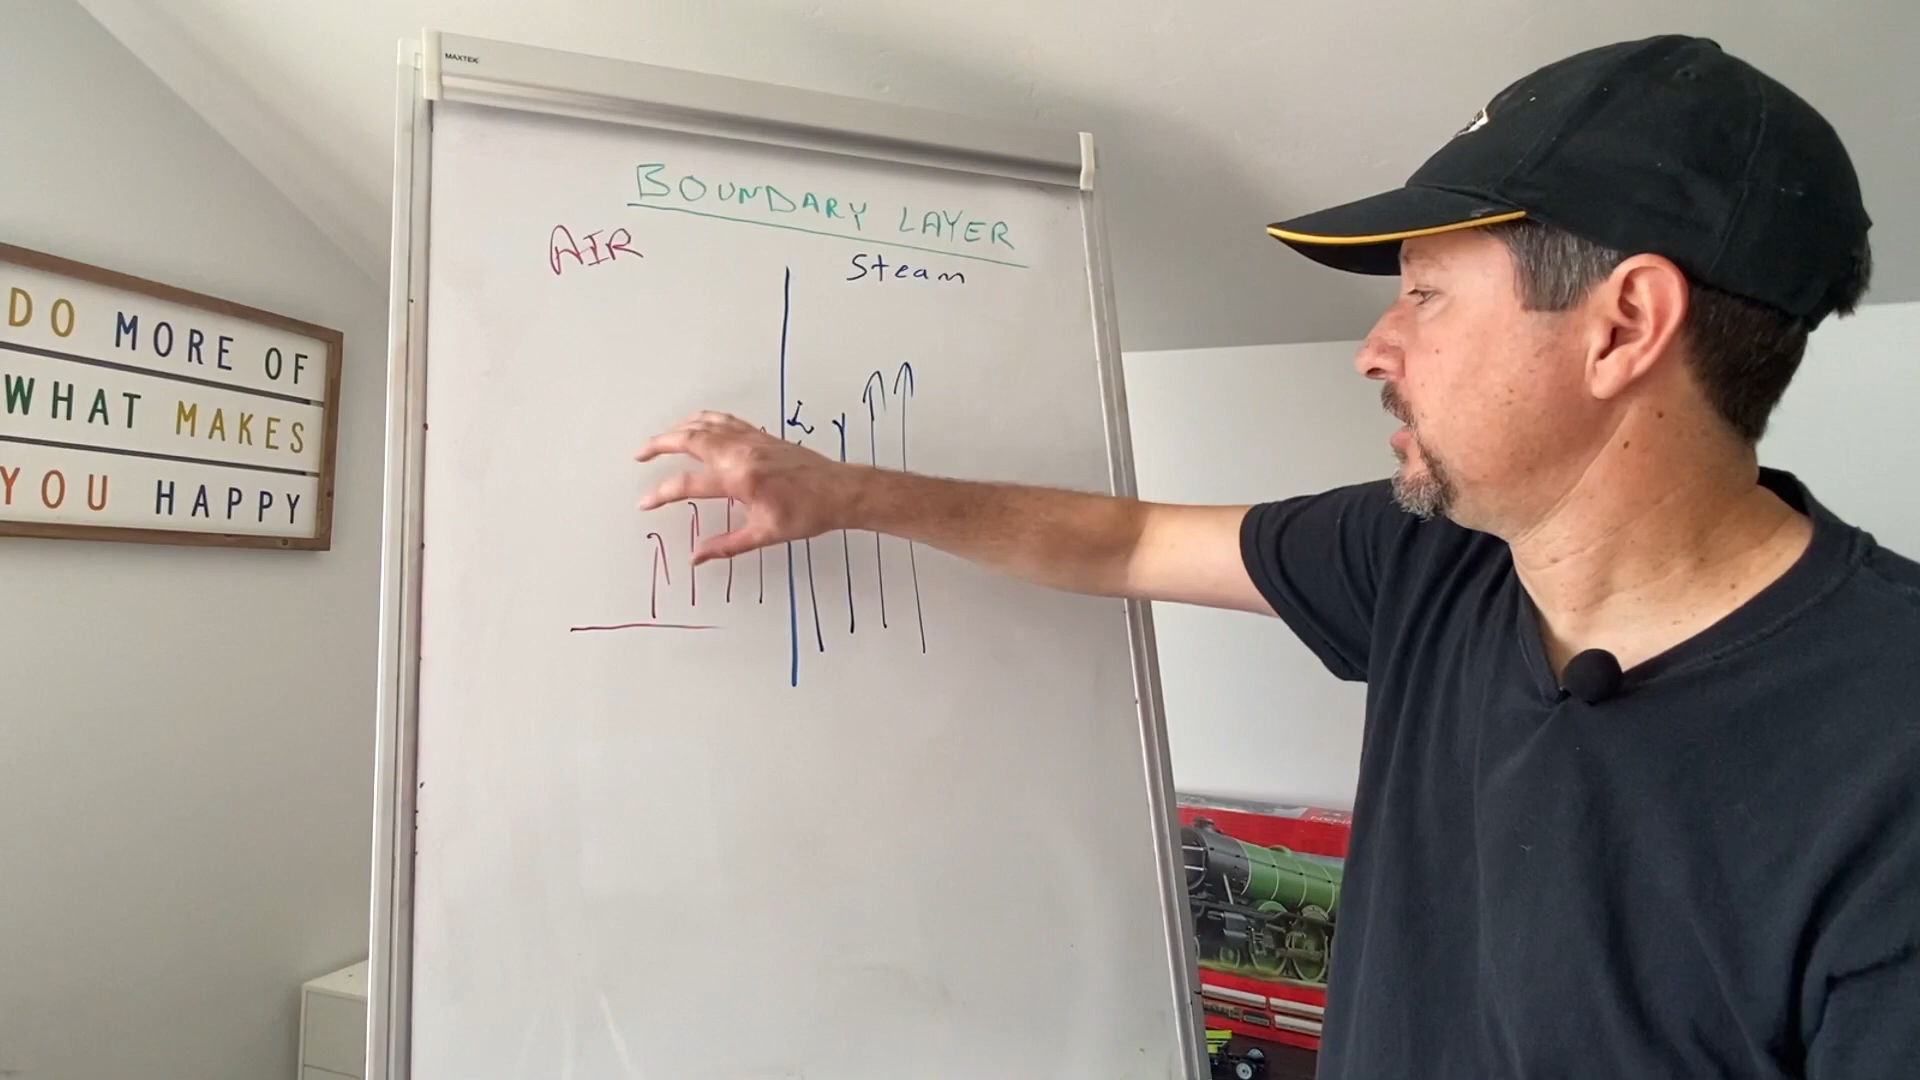 MAXTEK
BOUNDARY LAYER
AIR
Steam
DO MORE OF
WHAT MAKES
YOU HAPPY